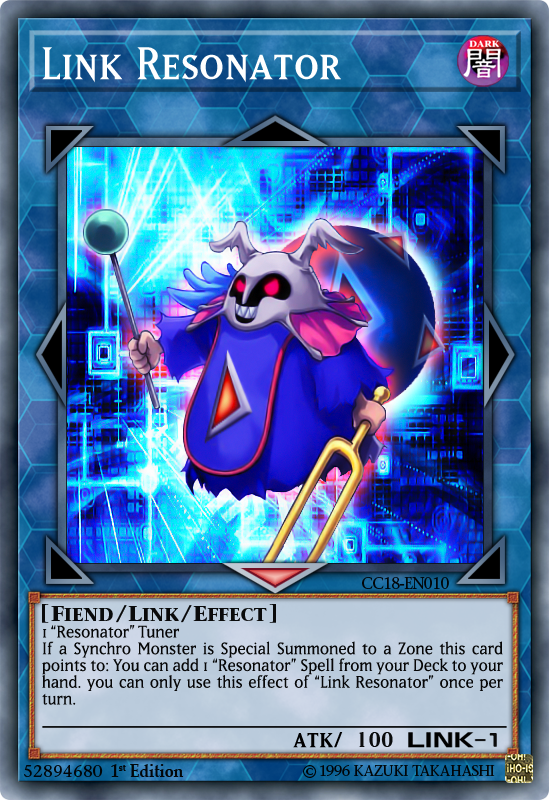 Link Resonator
DARK
闇
CC18-EN010
[Fiend/Link/Effect]
1 “Resonator” Tuner
If a Synchro Monster is Special Summoned to a Zone this card
points to: You can add 1 “Resonator” Spell from your Deck to your
hand. you can only use this effect of “Link Resonator” once per
turn.
ATK/ 100 LINK-1
52894680 1st Edition ©1996 KAZUKI TAKAHASHI